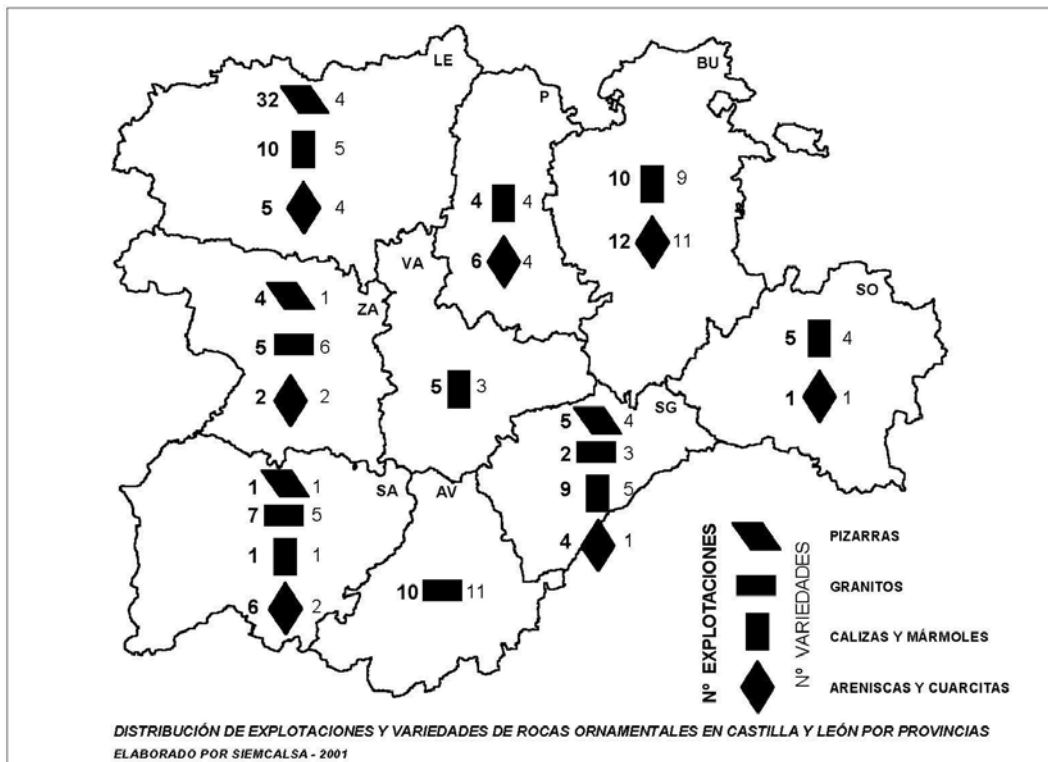 LE
32 4
10 5
5 4
P
4 4
6 4
BU
10 9
12 11
ZA
4 1
5 6
2 2
VA
5 3
SO
5 4
1 1
SG
5 4
2 3
9 5
4 1
SA
1 1
7 5
1 1
6 2
AV
10 11
Nº EXPLOTACIONES
Nº VARIEDADES
PIZARRAS
GRANITOS
CALIZAS Y MÁRMOLES
ARENISCAS Y CUARCITAS
DISTRIBUCIÓN DE EXPLOTACIONES Y VARIEDADES DE ROCAS ORNAMENTALES EN CASTILLA Y LEÓN POR PROVINCIAS
ELABORADO POR SIEMCALSA - 2001